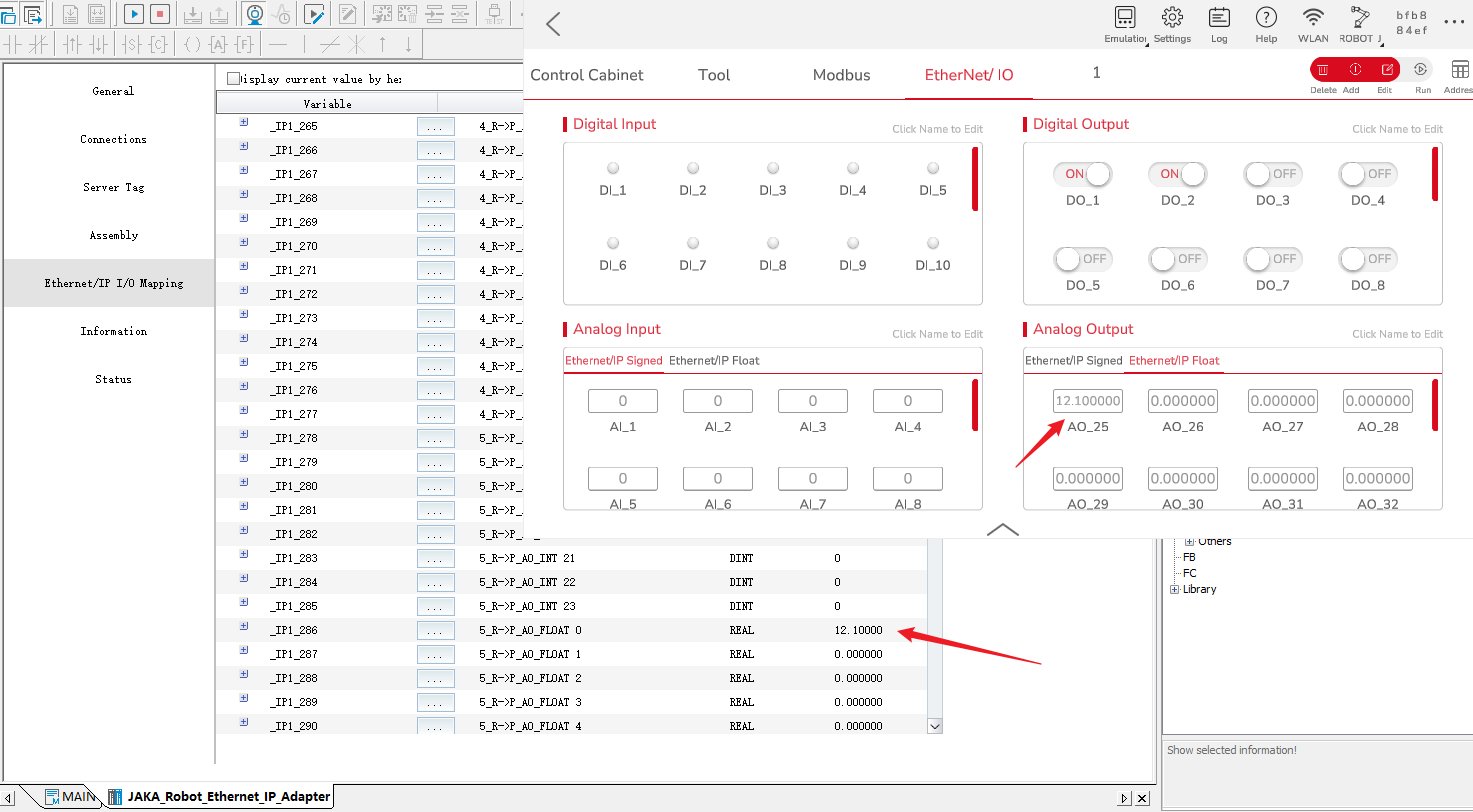 Emulatio
Settings
Log
Help
WLAN
ROBOT J
bfb8
84ef
Control Cabinet
Tool
Modbus
EtherNet/ IO
1
Delete
Add
Edit
Run
Addres
General
Connections
Server Tag
Assembly
Ethernet/IP I/O Mapping
Information
Status
isplay current value by he:
Variable
_IP1_265 ... 4_R->P_
_IP1_266 ... 4_R->P_
_IP1_267 ... 4_R->P_
_IP1_268 ... 4_R->P_
_IP1_269 ... 4_R->P_
_IP1_270 ... 4_R->P_
_IP1_271 ... 4_R->P_
_IP1_272 ... 4_R->P_
_IP1_273 ... 4_R->P_
_IP1_274 ... 4_R->P_
_IP1_275 ... 4_R->P_
_IP1_276 ... 4_R->P_
_IP1_277 ... 4_R->P_
_IP1_278 ... 5_R->P_
_IP1_279 ... 5_R->P_
_IP1_280 ... 5_R->P_
_IP1_281 ... 5_R->P_
_IP1_282 ... 5_R->P_
_IP1_283 ... 5_R->P_AO_INT 21 DINT 0
_IP1_284 ... 5_R->P_AO_INT 22 DINT 0
_IP1_285 ... 5_R->P_AO_INT 23 DINT 0
_IP1_286 ... 5_R->P_AO_FLOAT 0 REAL 12.10000
_IP1_287 ... 5_R->P_AO_FLOAT 1 REAL 0.000000
_IP1_288 ... 5_R->P_AO_FLOAT 2 REAL 0.000000
_IP1_289 ... 5_R->P_AO_FLOAT 3 REAL 0.000000
_IP1_290 ... 5_R->P_AO_FLOAT 4 REAL 0.000000
Digital Input Click Name to Edit
DI_1 DI_2 DI_3 DI_4 DI_5
DI_6 DI_7 DI_8 DI_9 DI_10
Digital Output Click Name to Edit
ON ON OFF OFF
DO_1 DO_2 DO_3 DO_4
OFF OFF OFF OFF
DO_5 DO_6 DO_7 DO_8
Analog Input Click Name to Edit
Ethernet/IP Signed Ethernet/IP Float
0 0 0 0
AI_1 AI_2 AI_3 AI_4
0 0 0 0
AI_5 AI_6 AI_7 AI_8
Analog Output Click Name to Edit
Ethernet/IP Signed Ethernet/IP Float
12.100000 0.000000 0.000000 0.000000
AO_25 AO_26 AO_27 AO_28
0.000000 0.000000 0.000000 0.000000
AO_29 AO_30 AO_31 AO_32
Others
FB
FC
Library
Show selected information!
MAIN
JAKA_Robot_Ethernet_IP_Adapter